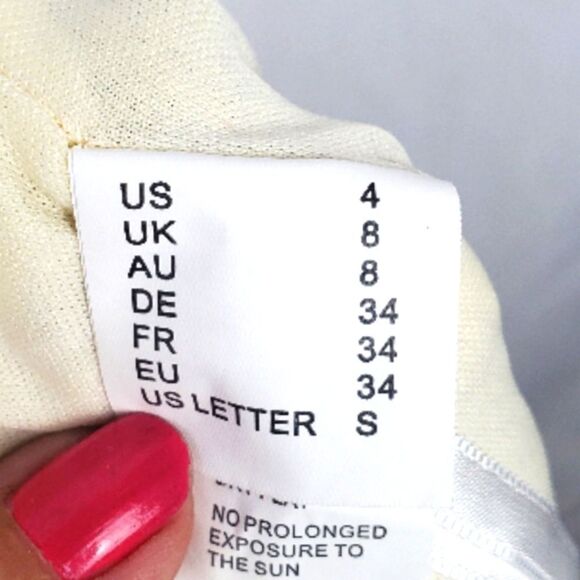 US 4
UK 8
AU 8
DE 34
FR 34
EU 34
US LETTER S
NO PROLONGED
EXPOSURE TO
THE SUN